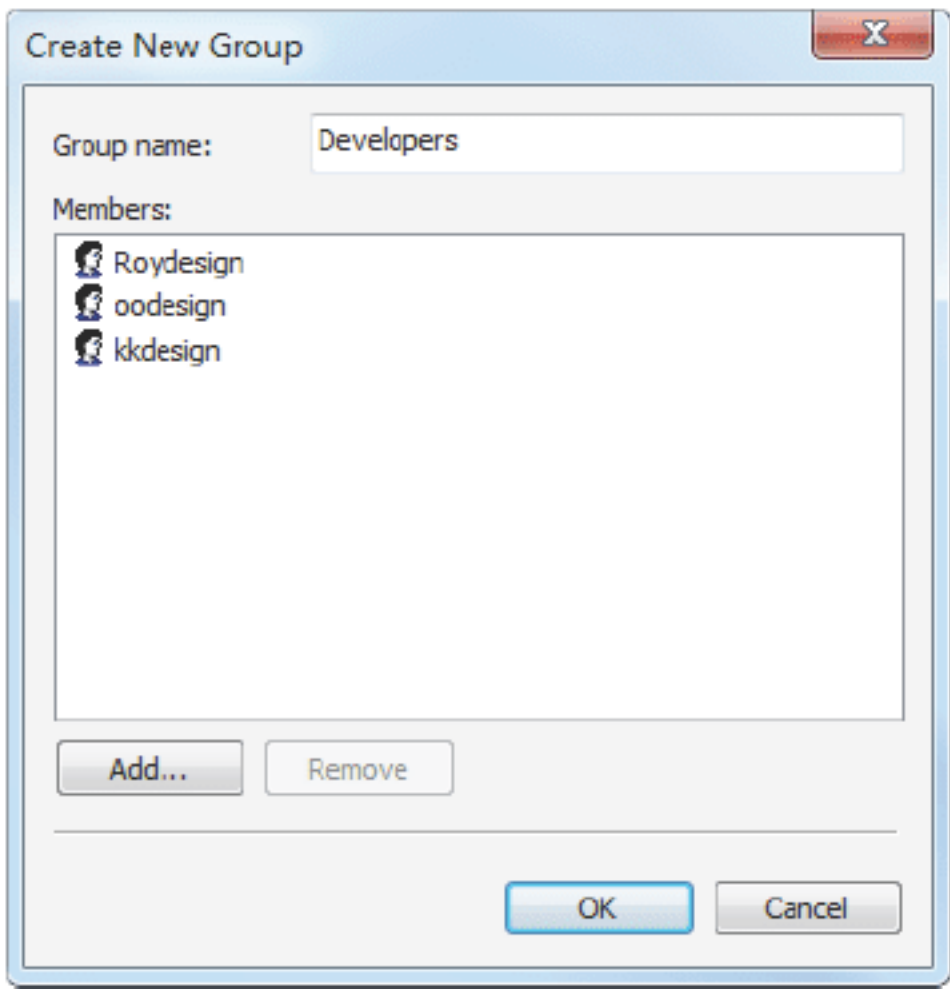 Create New Group
Group name: Developers
Members:
Roydesign
oodesign
kkdesign
Add... Remove
OK Cancel